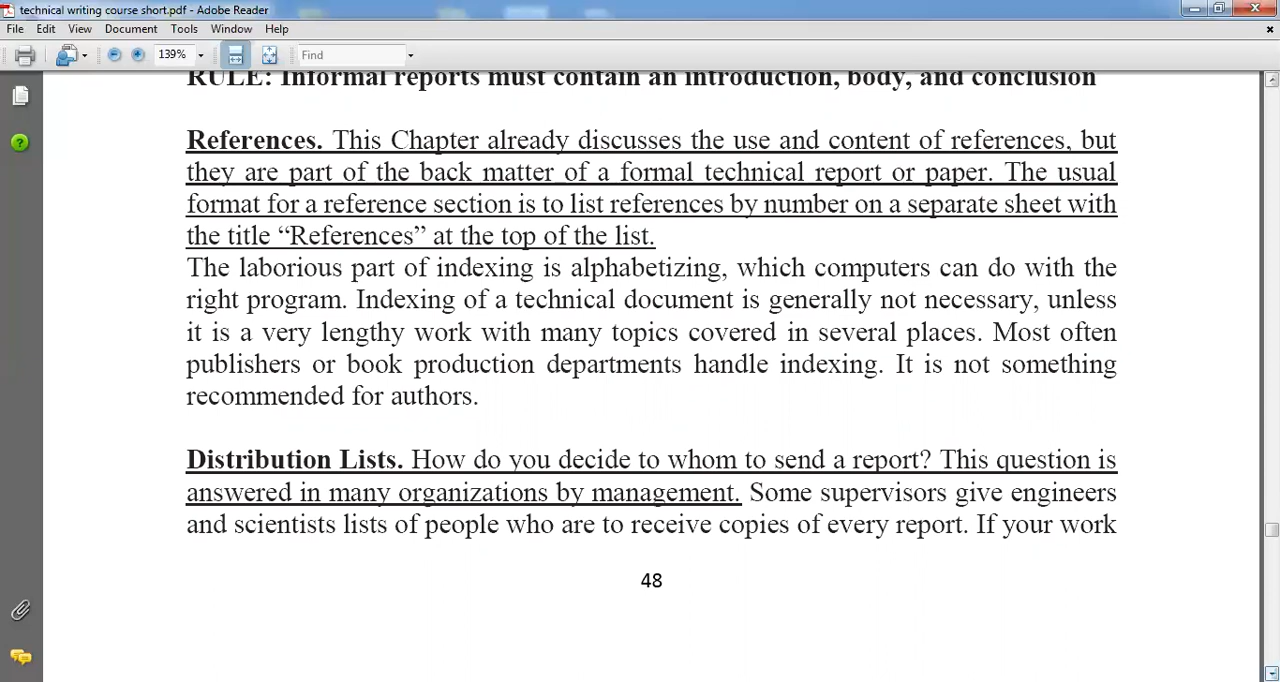 technical writing course short.pdf - Adobe Reader
File Edit View Document Tools Window Help
139% Find
RULE: Informal reports must contain an introduction, body, and conclusion
References. This Chapter already discusses the use and content of references, but
they are part of the back matter of a formal technical report or paper. The usual
format for a reference section is to list references by number on a separate sheet with
the title “References” at the top of the list.
The laborious part of indexing is alphabetizing, which computers can do with the
right program. Indexing of a technical document is generally not necessary, unless
it is a very lengthy work with many topics covered in several places. Most often
publishers or book production departments handle indexing. It is not something
recommended for authors.
Distribution Lists. How do you decide to whom to send a report? This question is
answered in many organizations by management. Some supervisors give engineers
and scientists lists of people who are to receive copies of every report. If your work
48